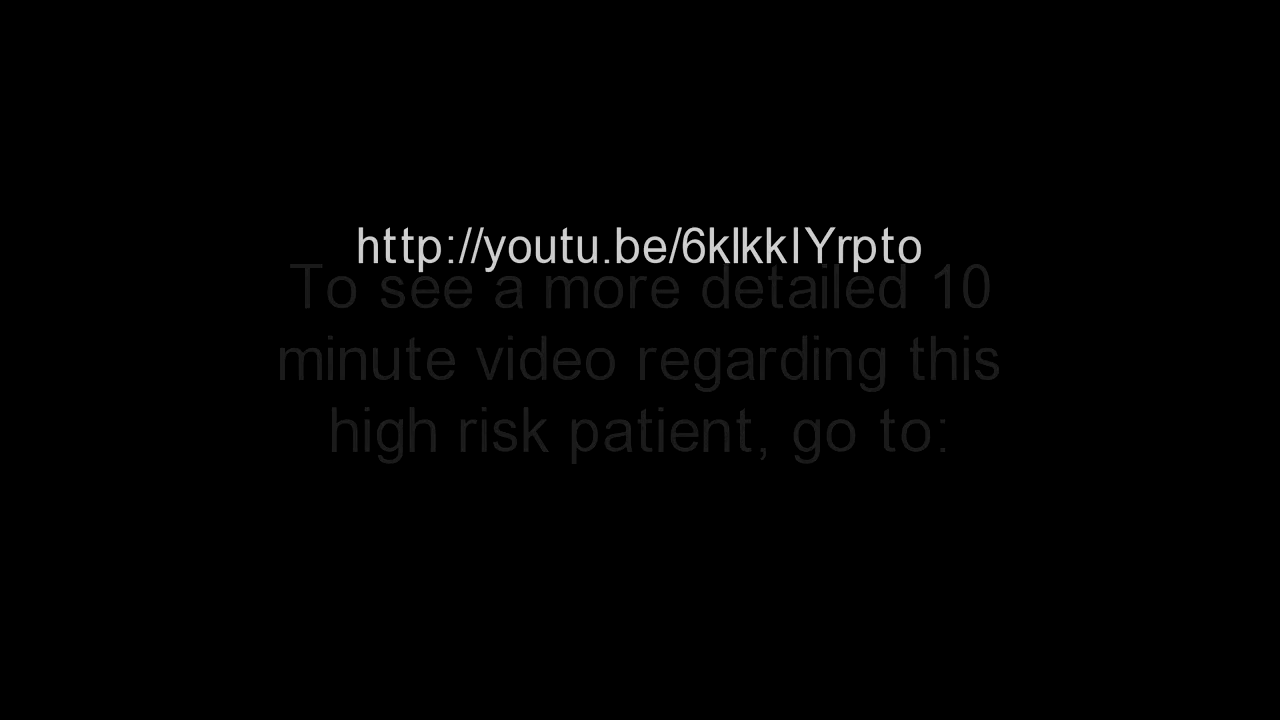 http://youtu.be/6klkkIYrpto
To see a more detailed 10
minute video regarding this
high risk patient, go to: